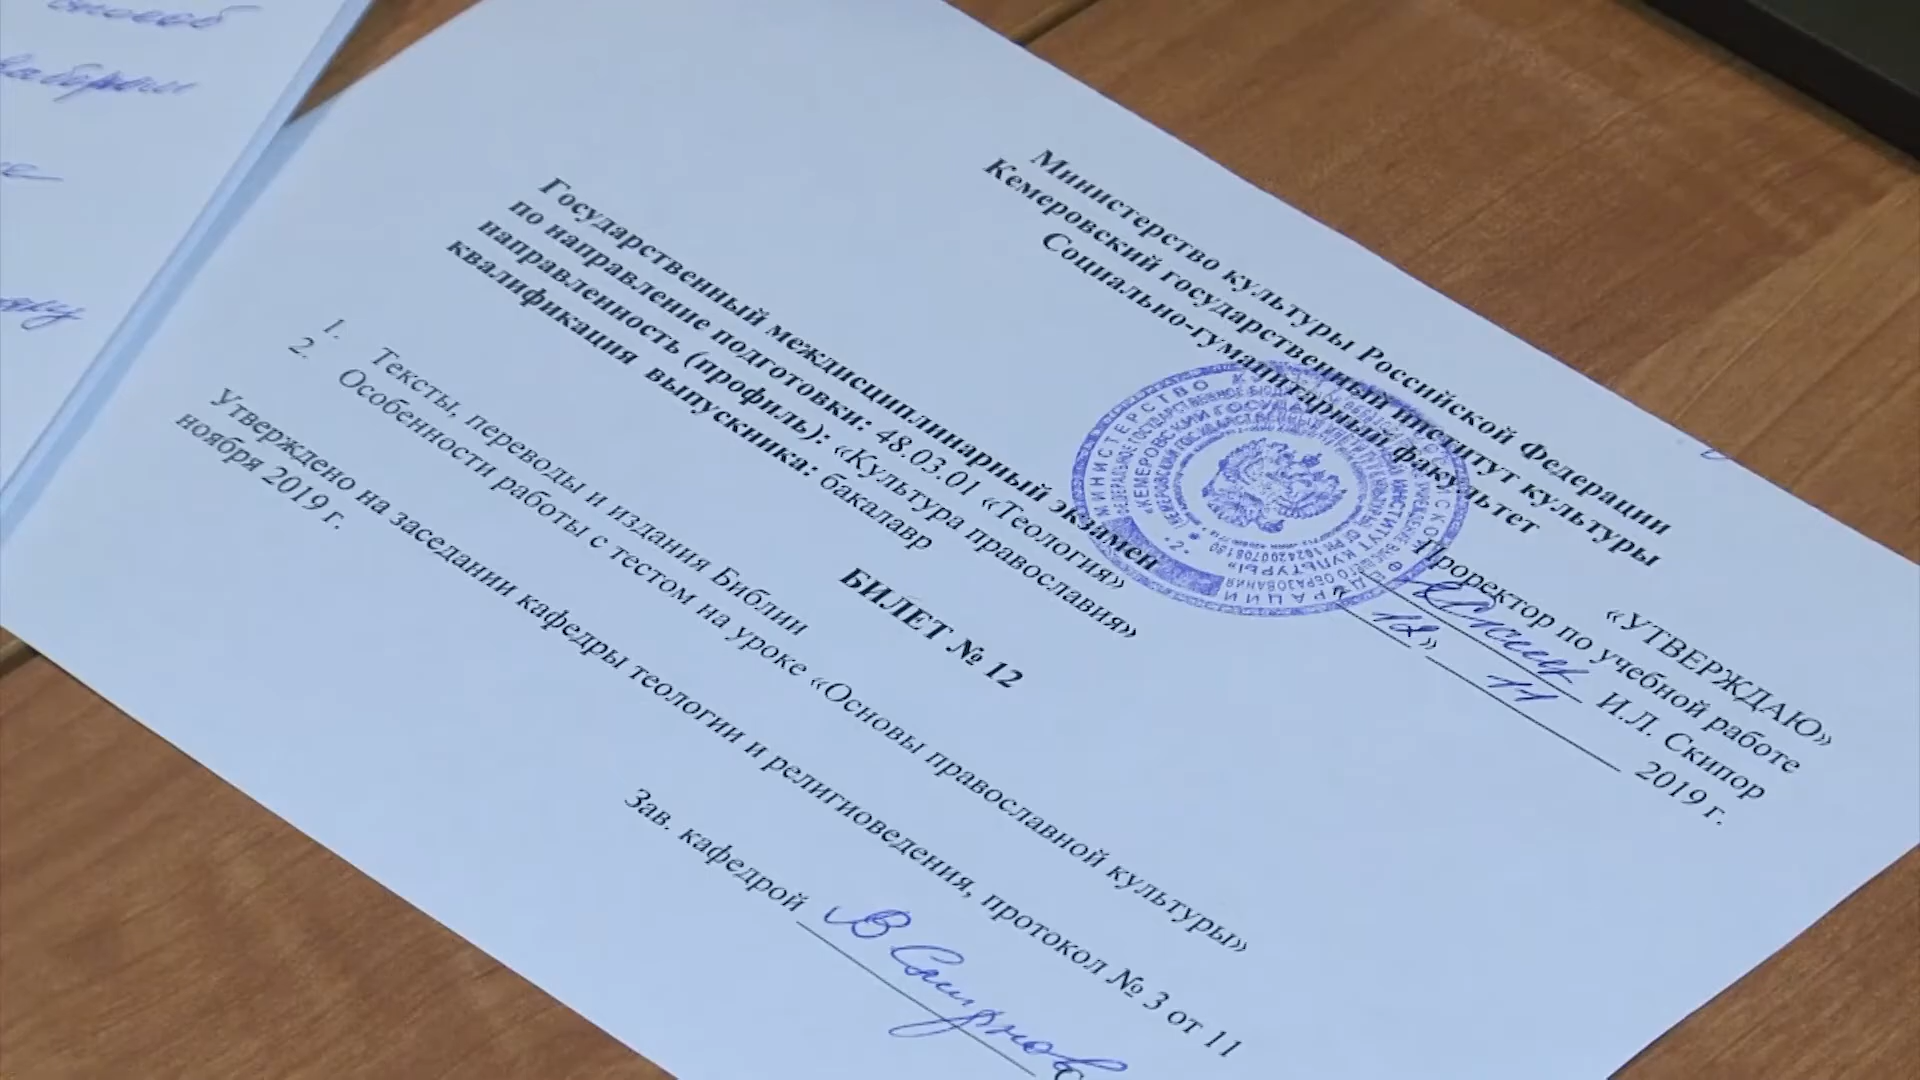 Министерство культуры Российской Федерации
Кемеровский государственный институт культуры
Социально-гуманитарный факультет
«УТВЕРЖДАЮ»
Проректор по учебной работе
И.Л. Скипор
«12» 11 2019 г.
Государственный междисциплинарный экзамен
по направление подготовки: 48.03.01 «Теология»
направленность (профиль): «Культура православия»
квалификация выпускника: бакалавр
БИЛЕТ № 12
1. Тексты, переводы и издания Библии
2. Особенности работы с тестом на уроке «Основы православной культуры»
Утверждено на заседании кафедры теологии и религиоведения, протокол № 3 от 11
ноября 2019 г.
Зав. кафедрой